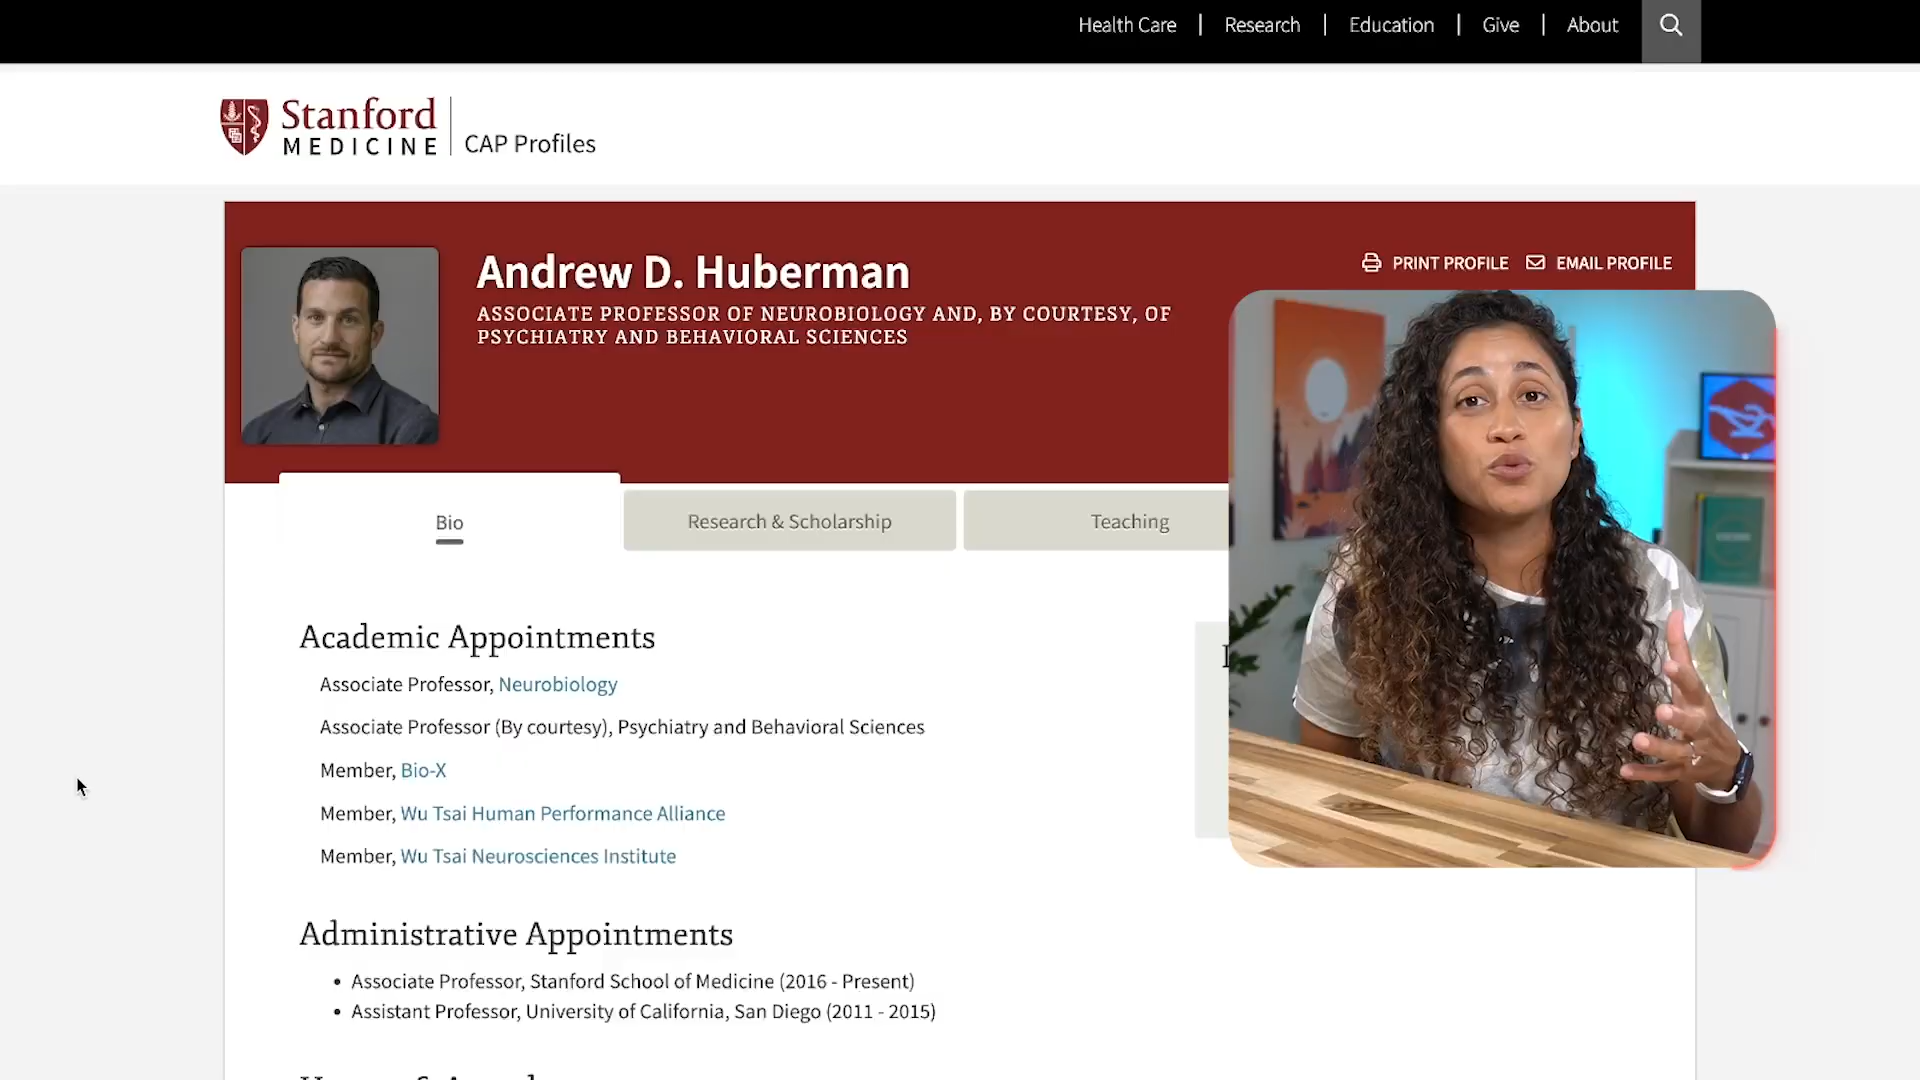 Health Care | Research | Education | Give | About
Stanford
MEDICINE
CAP Profiles
Andrew D. Huberman
ASSOCIATE PROFESSOR OF NEUROBIOLOGY AND, BY COURTESY, OF
PSYCHIATRY AND BEHAVIORAL SCIENCES
PRINT PROFILE
EMAIL PROFILE
Bio
Research & Scholarship
Teaching
Academic Appointments
Associate Professor, Neurobiology
Associate Professor (By courtesy), Psychiatry and Behavioral Sciences
Member, Bio-X
Member, Wu Tsai Human Performance Alliance
Member, Wu Tsai Neurosciences Institute
Administrative Appointments
• Associate Professor, Stanford School of Medicine (2016 - Present)
• Assistant Professor, University of California, San Diego (2011 - 2015)